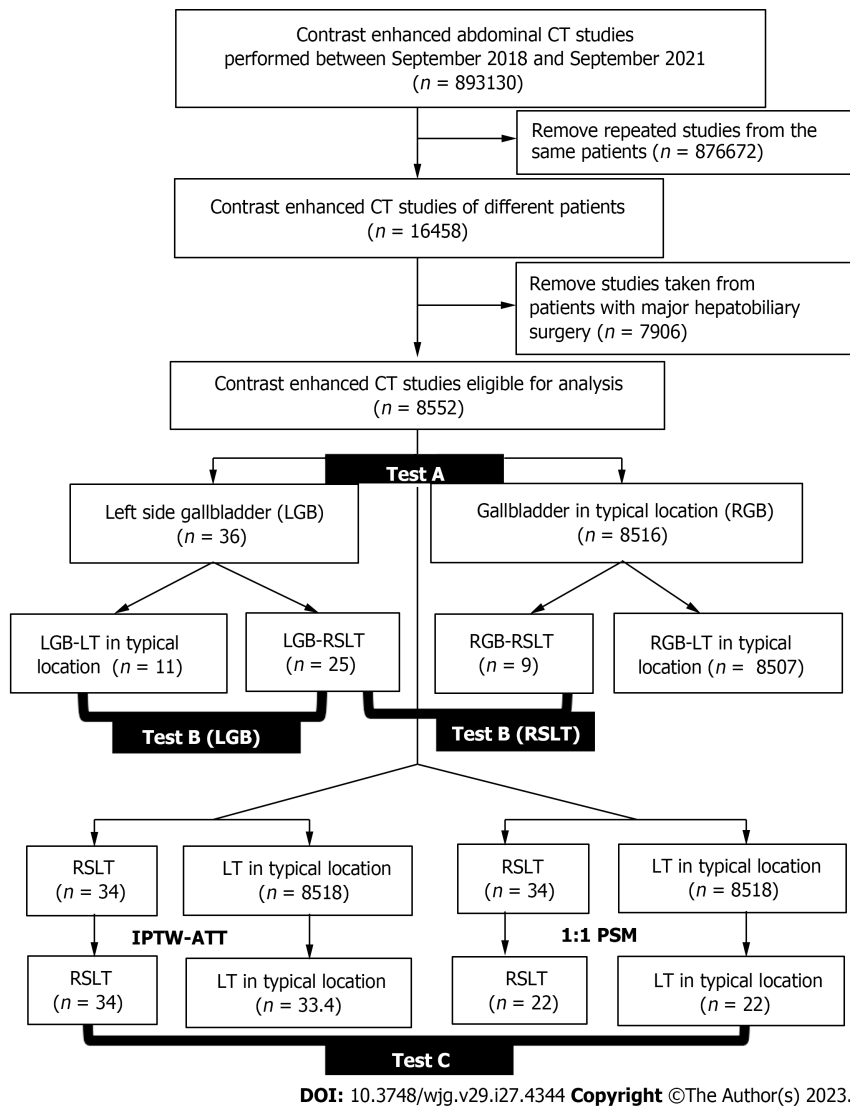 Contrast enhanced abdominal CT studies
performed between September 2018 and September 2021
(n = 893130)
Remove repeated studies from the
same patients (n = 876672)
Contrast enhanced CT studies of different patients
(n = 16458)
Remove studies taken from
patients with major hepatobiliary
surgery (n = 7906)
Contrast enhanced CT studies eligible for analysis
(n = 8552)
Test A
Left side gallbladder (LGB)
(n = 36)
Gallbladder in typical location (RGB)
(n = 8516)
LGB-LT in typical
location (n = 11)
LGB-RSLT
(n = 25)
RGB-RSLT
(n = 9)
RGB-LT in typical
location (n = 8507)
Test B (LGB)
Test B (RSLT)
RSLT
(n = 34)
LT in typical location
(n = 8518)
RSLT
(n = 34)
LT in typical location
(n = 8518)
IPTW-ATT
1:1 PSM
RSLT
(n = 34)
LT in typical location
(n = 33.4)
RSLT
(n = 22)
LT in typical location
(n = 22)
Test C
DOI: 10.3748/wjg.v29.i27.4344 Copyright ©The Author(s) 2023.